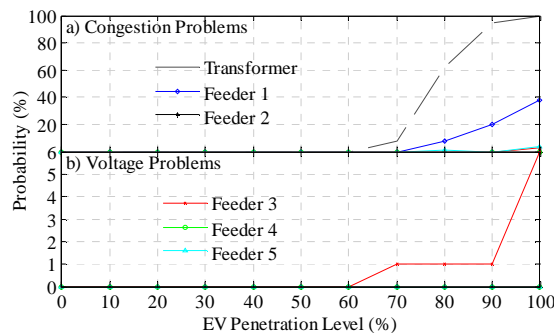 a) Congestion Problems
100
80
60
40
20
Transformer
Feeder 1
Feeder 2
Probability (%)
b) Voltage Problems
6
5
4
3
2
1
0
Feeder 3
Feeder 4
Feeder 5
0 10 20 30 40 50 60 70 80 90 100
EV Penetration Level (%)